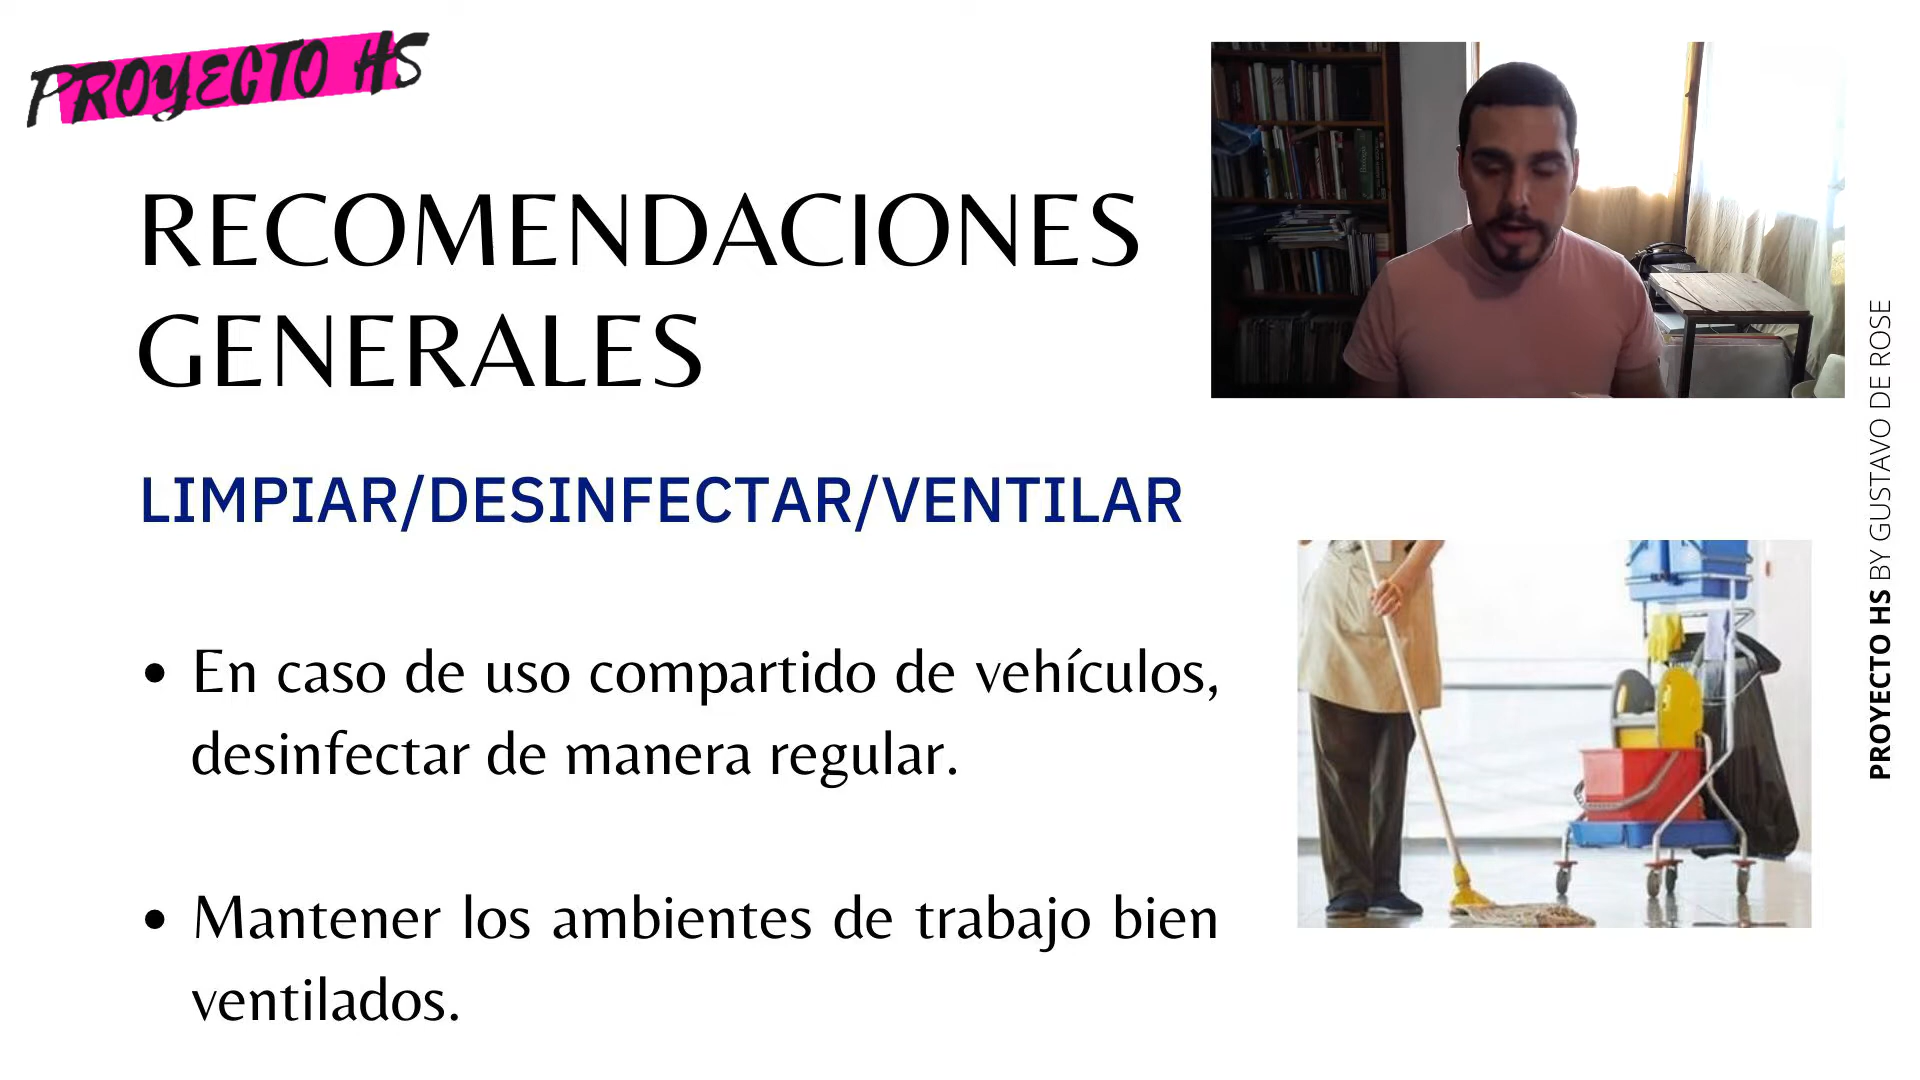 PROYECTO HS
RECOMENDACIONES
GENERALES
LIMPIAR/DESINFECTAR/VENTILAR
• En caso de uso compartido de vehículos,
desinfectar de manera regular.
• Mantener los ambientes de trabajo bien
ventilados.
PROYECTO HS BY GUSTAVO DE ROSE